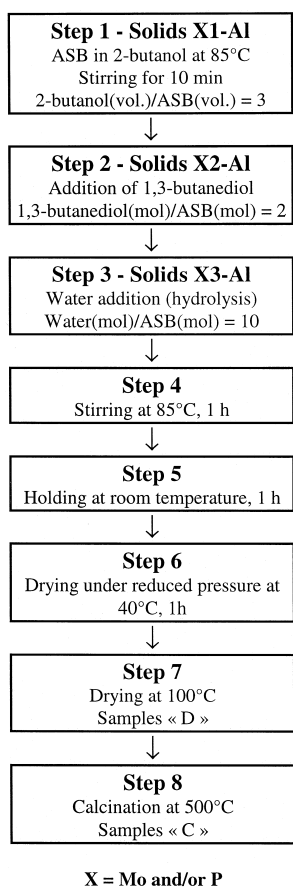 Step 1 - Solids X1-Al
ASB in 2-butanol at 85°C
Stirring for 10 min
2-butanol(vol.)/ASB(vol.) = 3
Step 2 - Solids X2-Al
Addition of 1,3-butanediol
1,3-butanediol(mol)/ASB(mol) = 2
Step 3 - Solids X3-Al
Water addition (hydrolysis)
Water(mol)/ASB(mol) = 10
Step 4
Stirring at 85°C, 1 h
Step 5
Holding at room temperature, 1 h
Step 6
Drying under reduced pressure at
40°C, 1h
Step 7
Drying at 100°C
Samples « D »
Step 8
Calcination at 500°C
Samples « C »
X = Mo and/or P